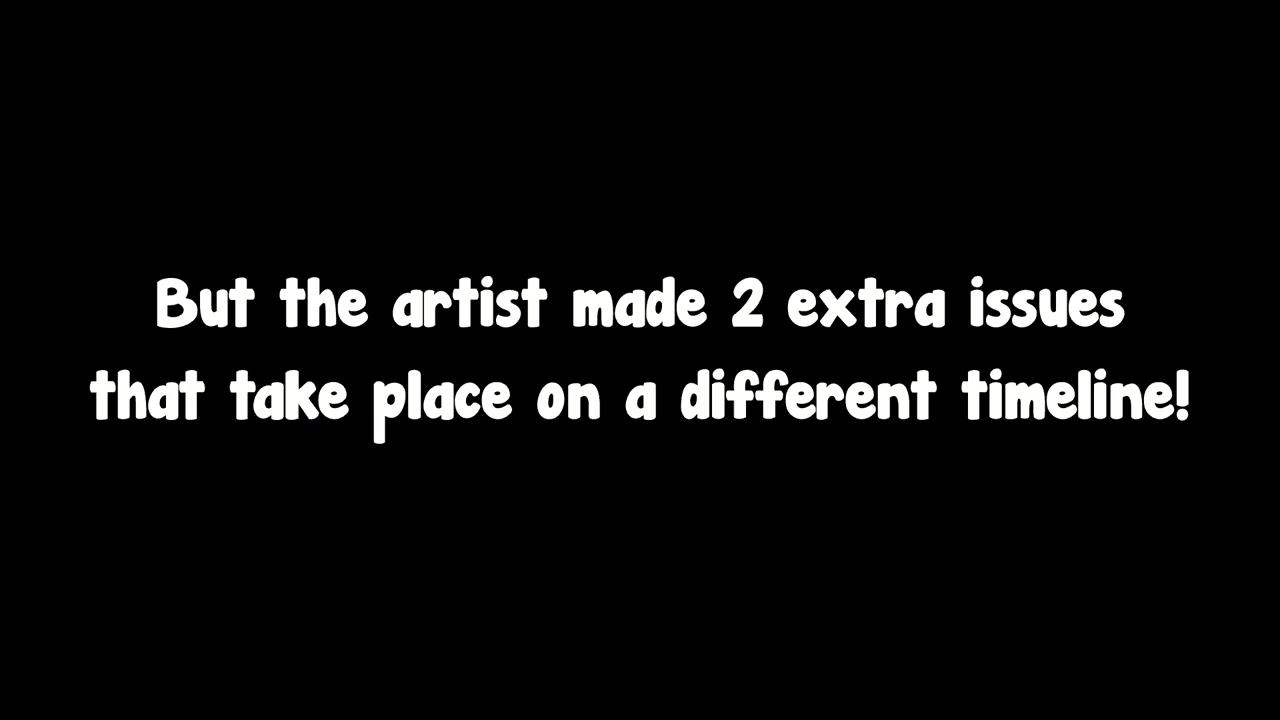 But the artist made 2 extra issues
that take place on a different timeline!